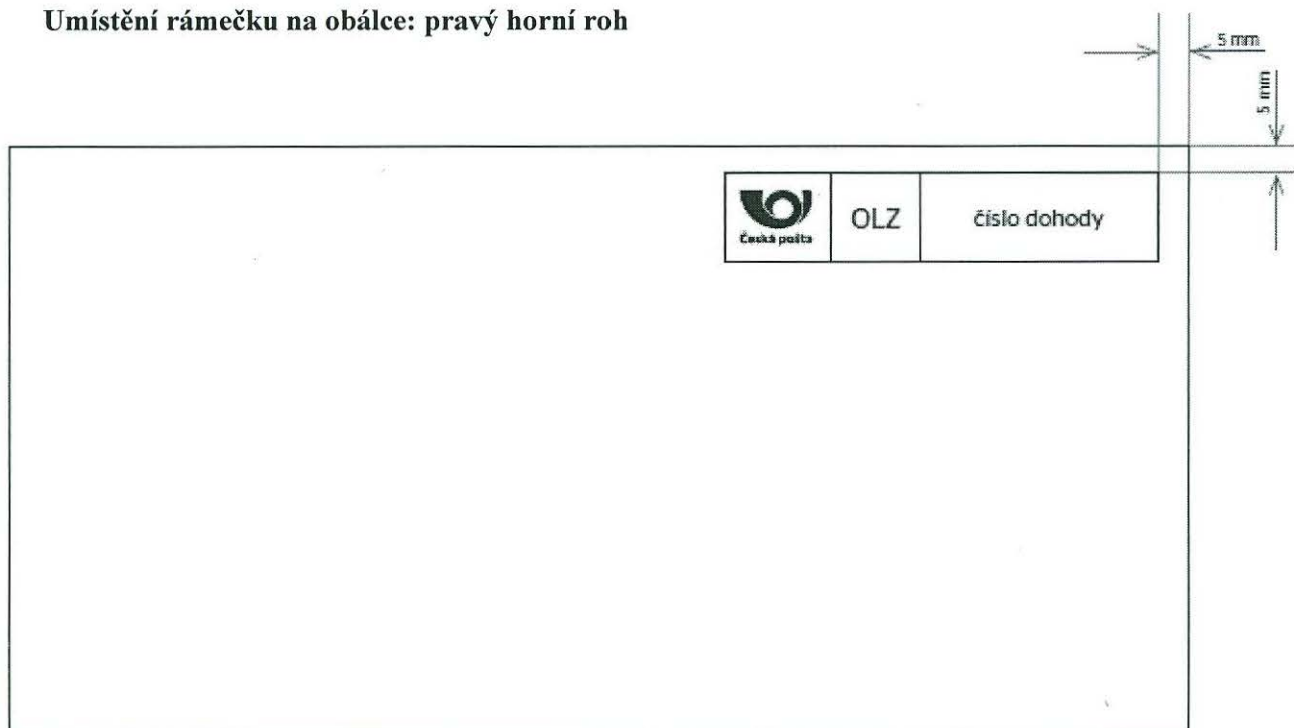 Umístění rámečku na obálce: pravý horní roh
5 mm
5 mm
Česká pošta
OLZ
číslo dohody